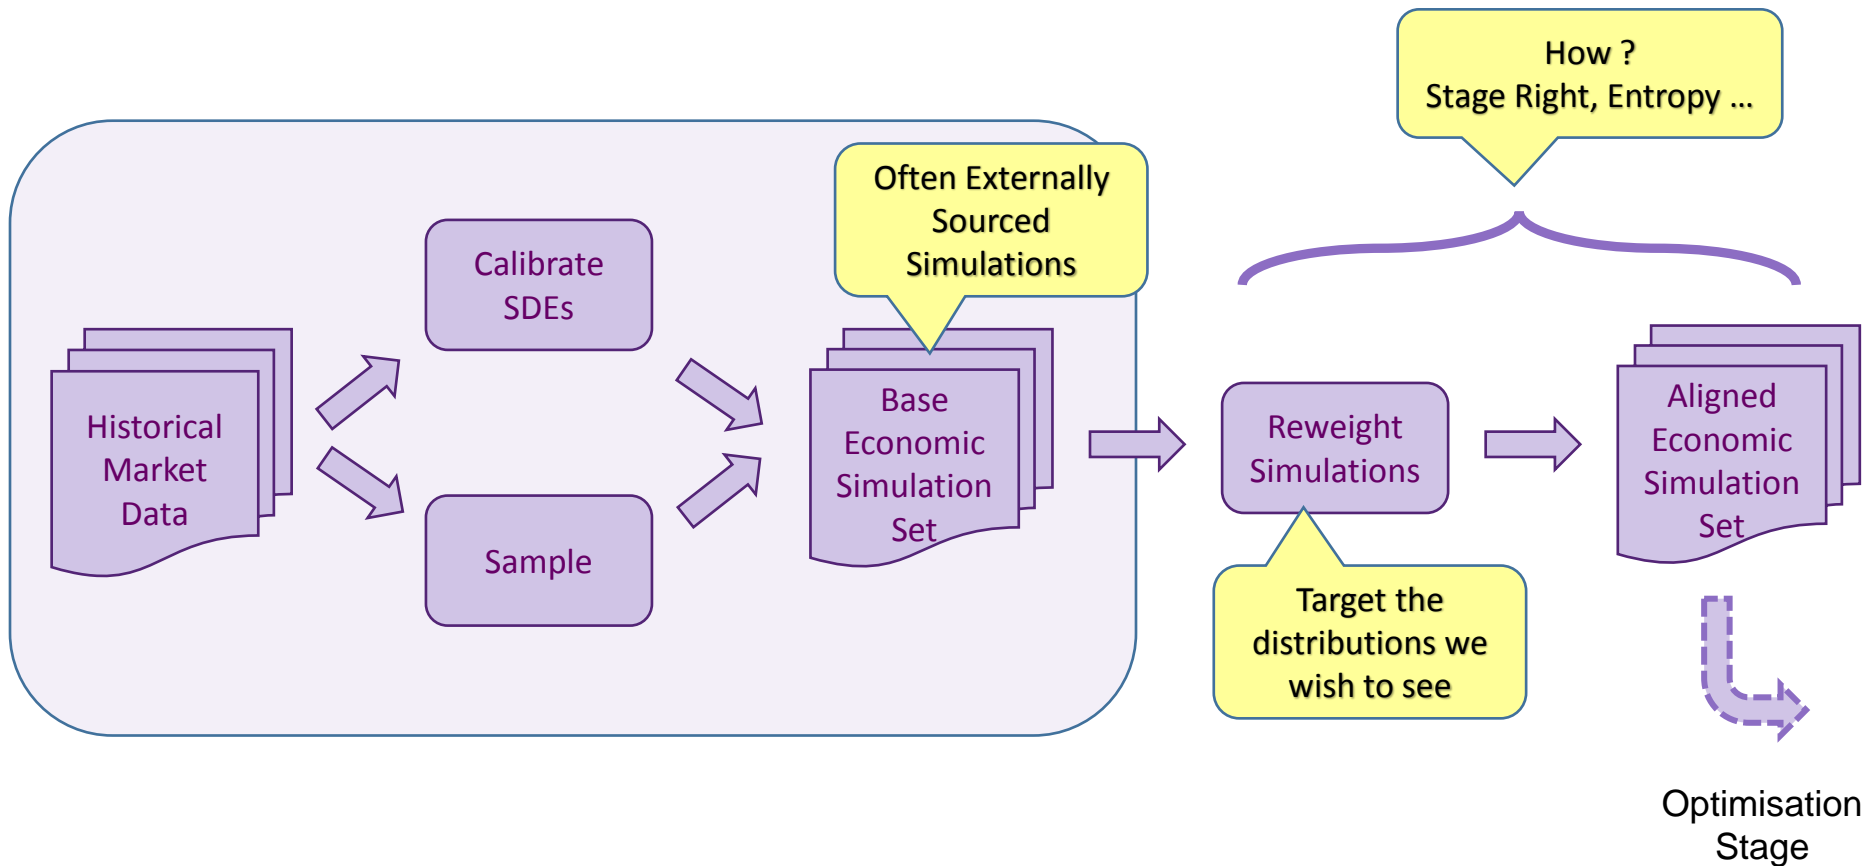 How ?
Stage Right, Entropy ...
Often Externally
Sourced
Simulations
Calibrate
SDEs
Historical
Market
Data
Sample
Base
Economic
Simulation
Set
Reweight
Simulations
Aligned
Economic
Simulation
Set
Target the
distributions we
wish to see
Optimisation
Stage